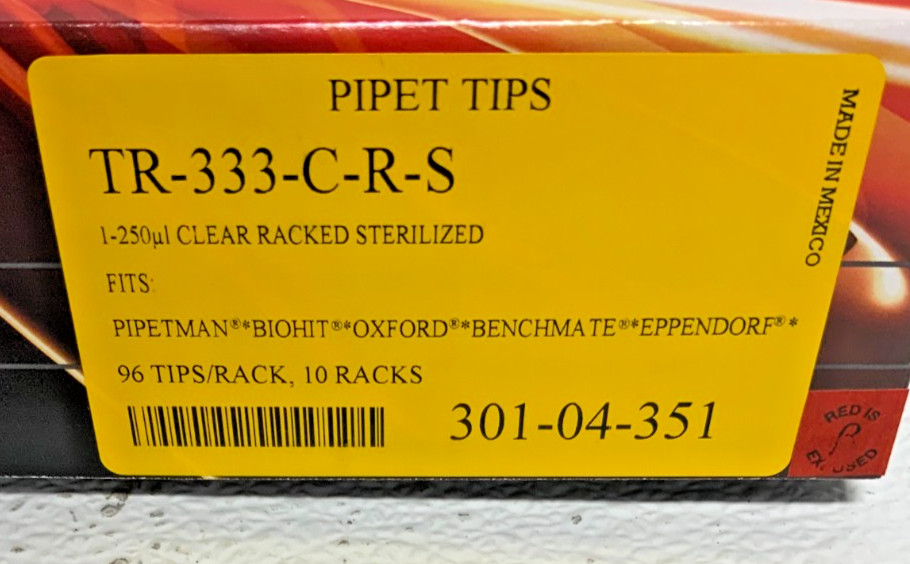 PIPET TIPS
MADE IN MEXICO
TR-333-C-R-S
1-250µl CLEAR RACKED STERILIZED
FITS:
PIPETMAN®*BIOHIT®*OXFORD®*BENCHMATE®*EPPENDORF®*
96 TIPS/RACK, 10 RACKS
301-04-351
RED IS